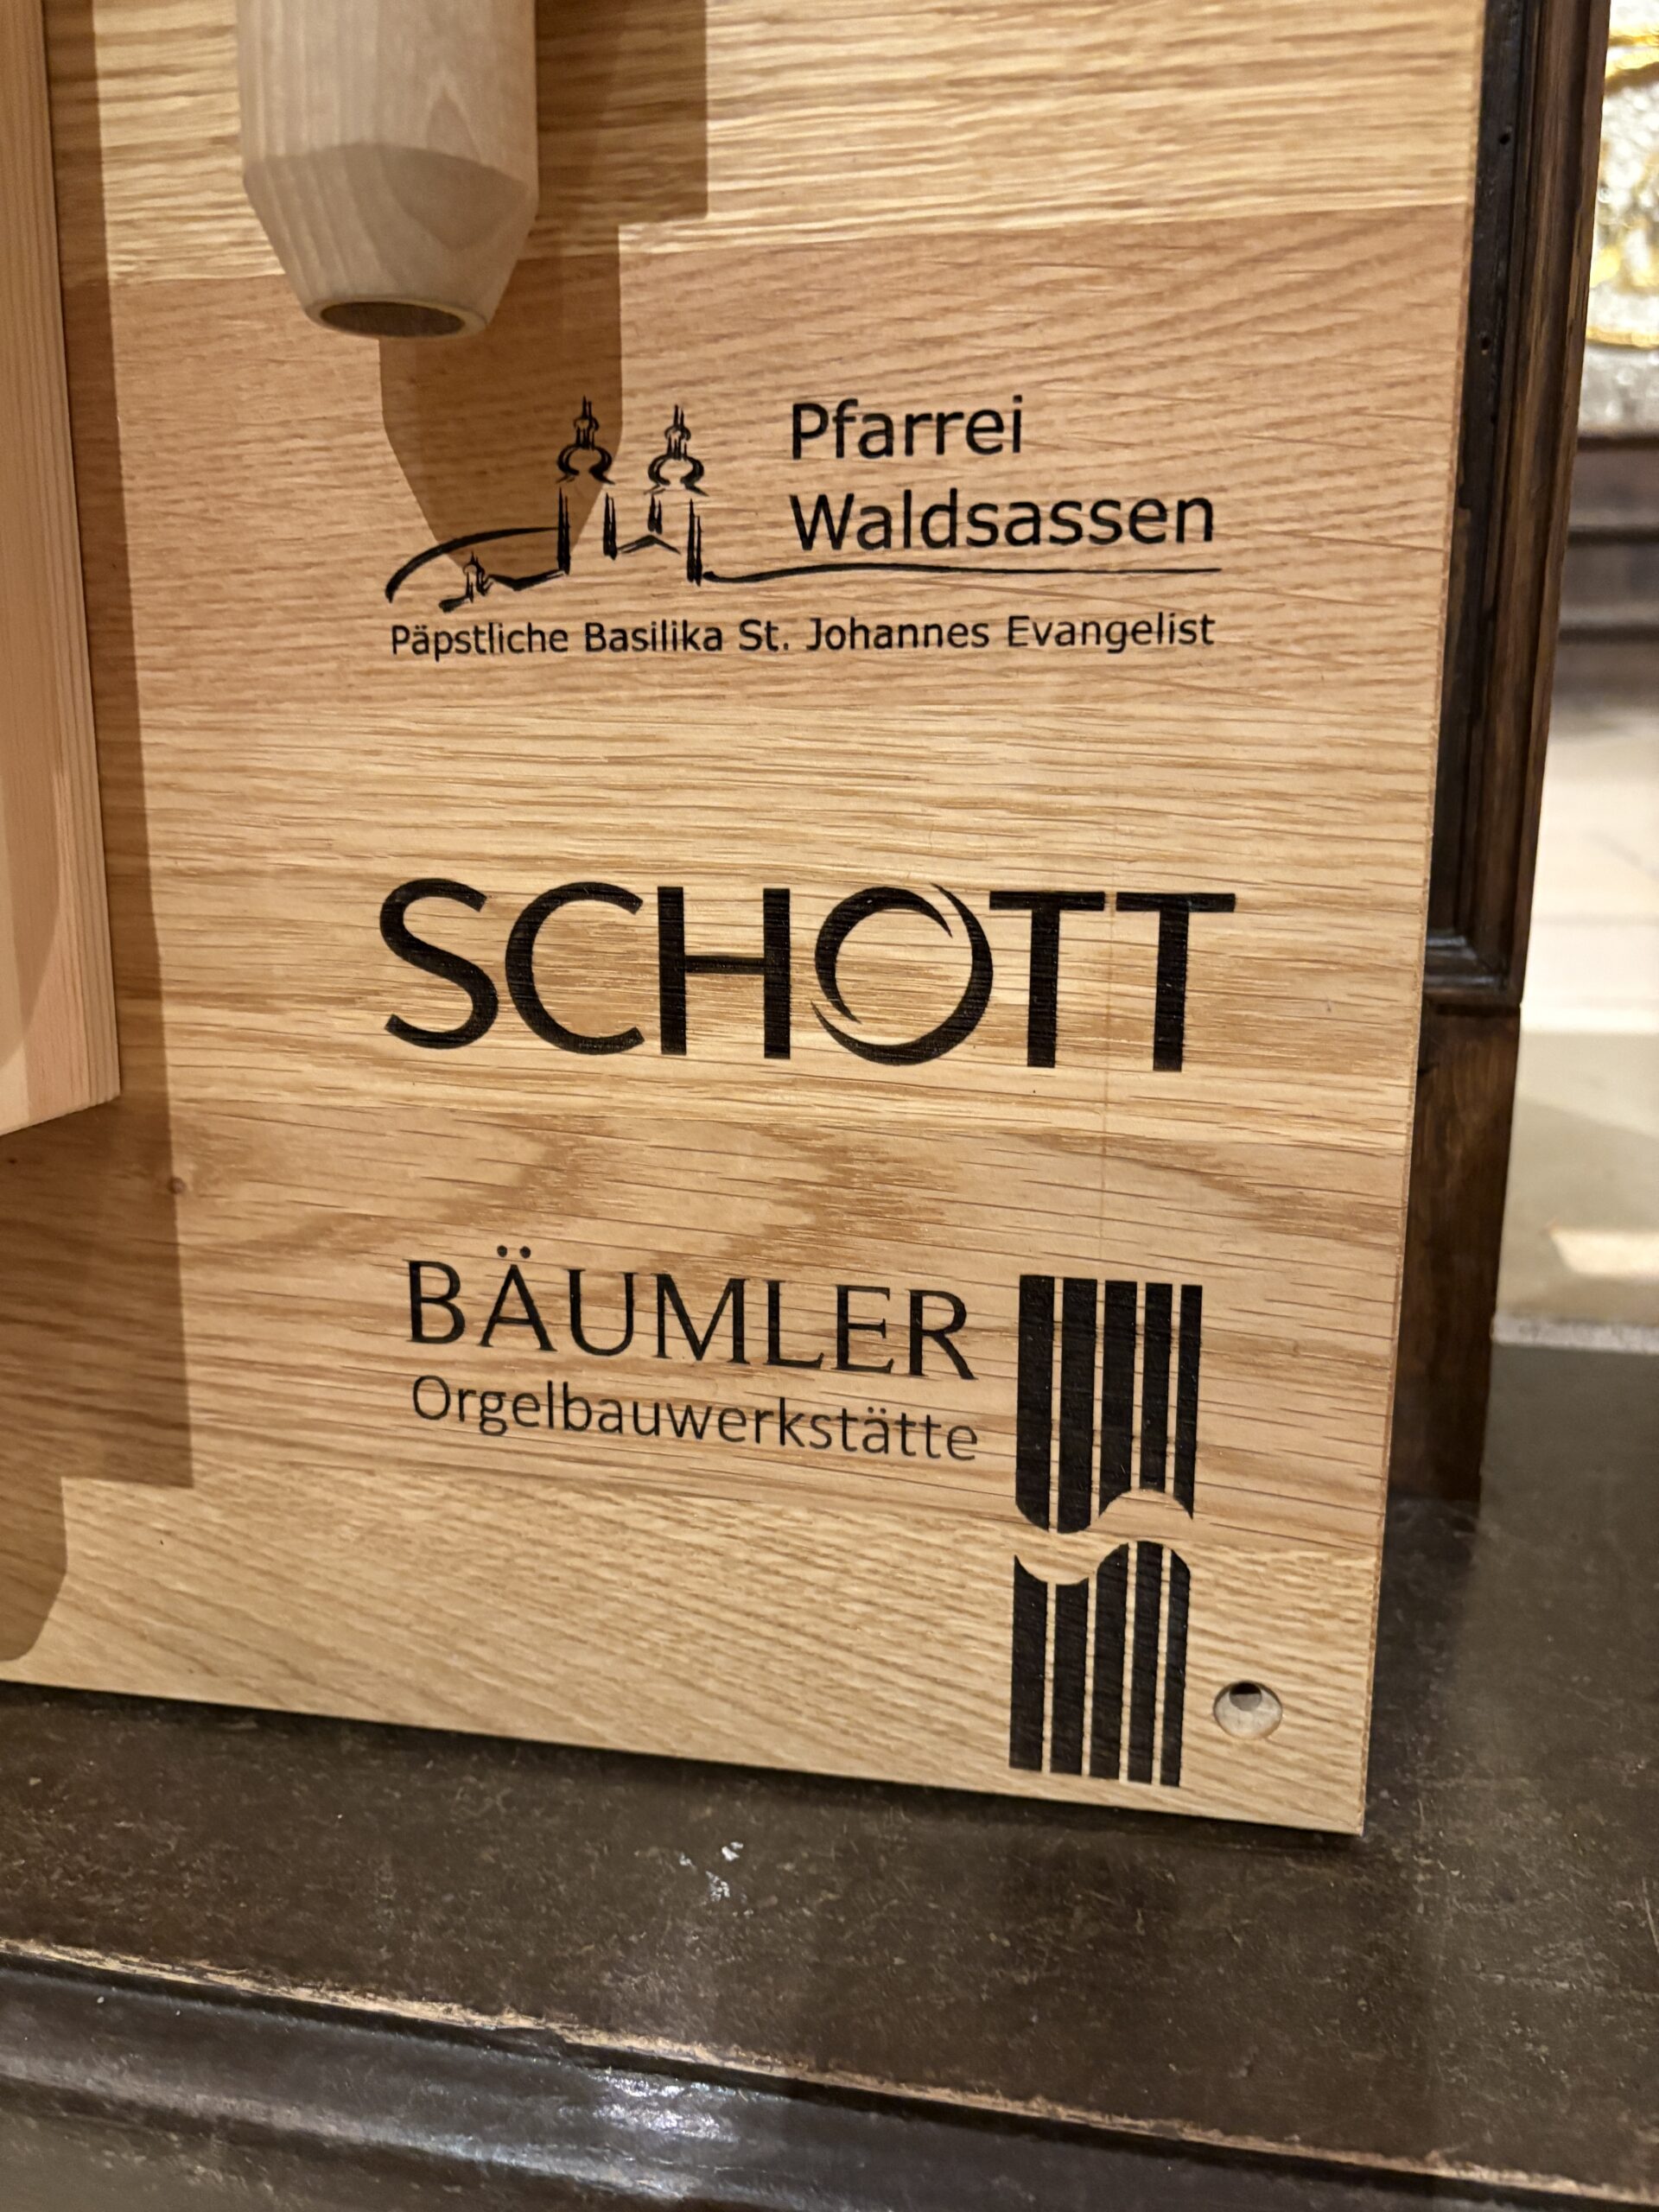 Pfarrei
Waldsassen
Päpstliche Basilika St. Johannes Evangelist
SCHOTT
BÄUMLER
Orgelbauwerkstätte